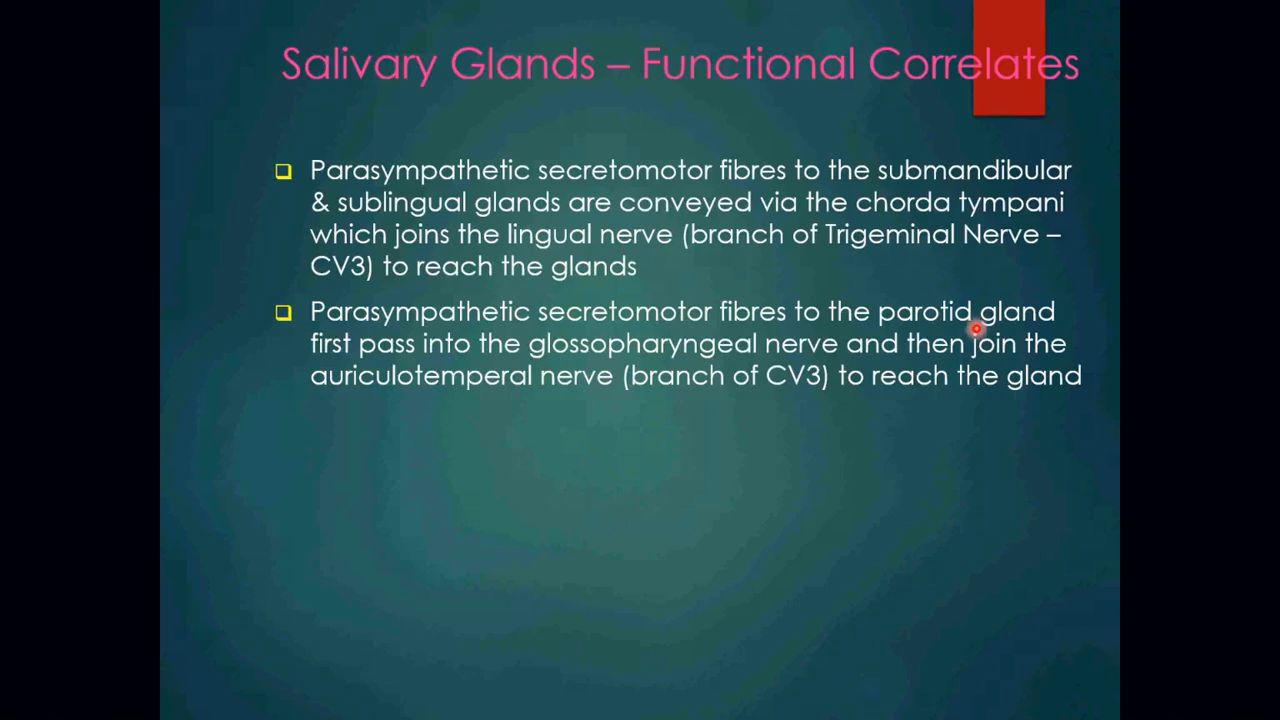 Salivary Glands – Functional Correlates
Parasympathetic secretomotor fibres to the submandibular
& sublingual glands are conveyed via the chorda tympani
which joins the lingual nerve (branch of Trigeminal Nerve –
CV3) to reach the glands
Parasympathetic secretomotor fibres to the parotid gland
first pass into the glossopharyngeal nerve and then join the
auriculotemperal nerve (branch of CV3) to reach the gland